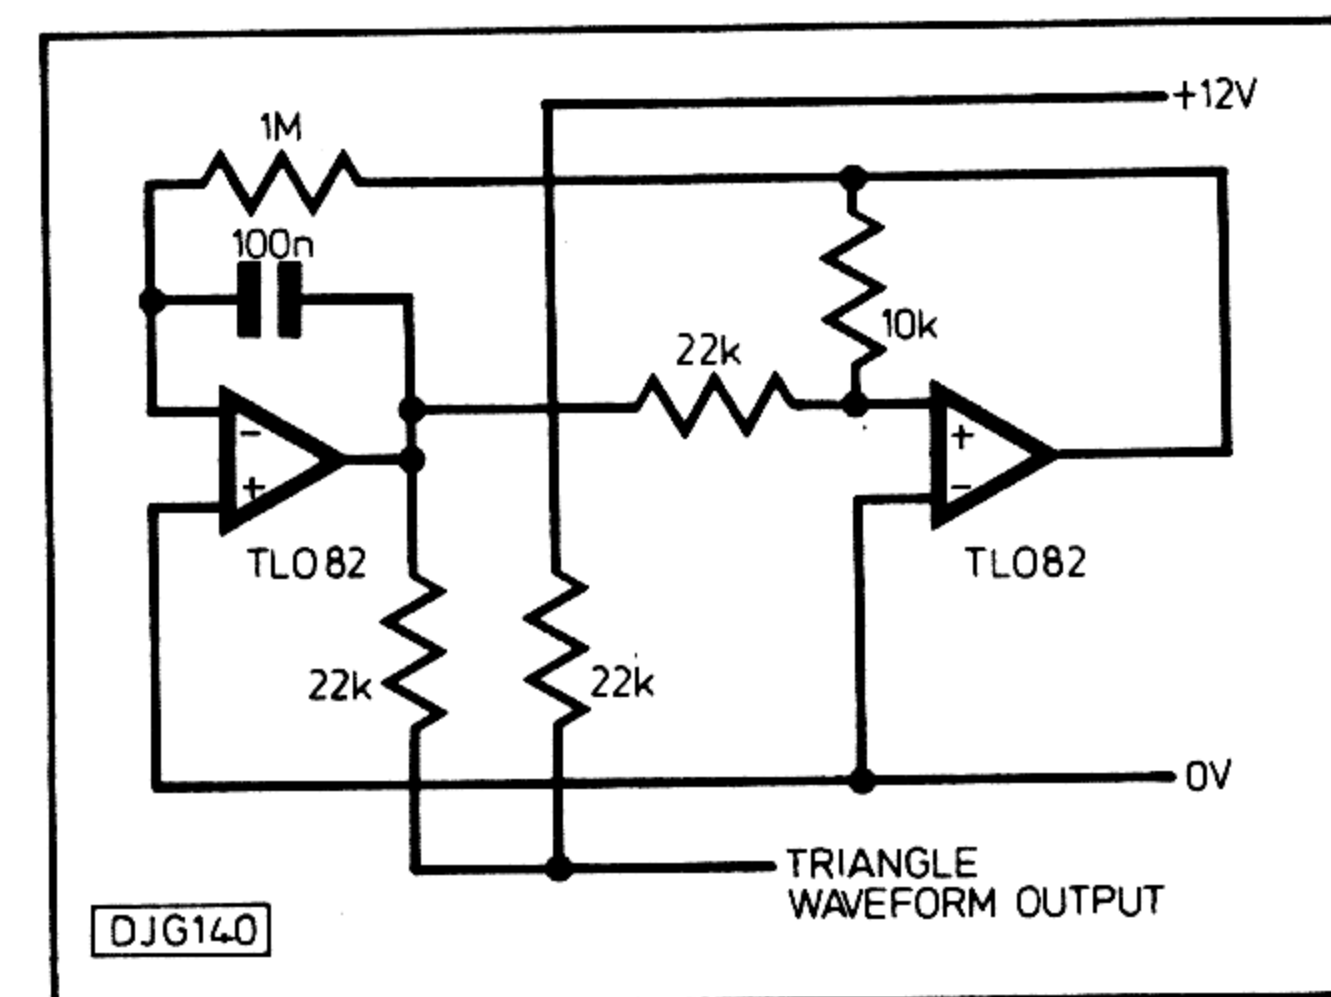 +12V
1M
100n
10k
22k
-
+
TL082
+
-
TL082
22k
22k
0V
TRIANGLE
WAVEFORM OUTPUT
DJG140